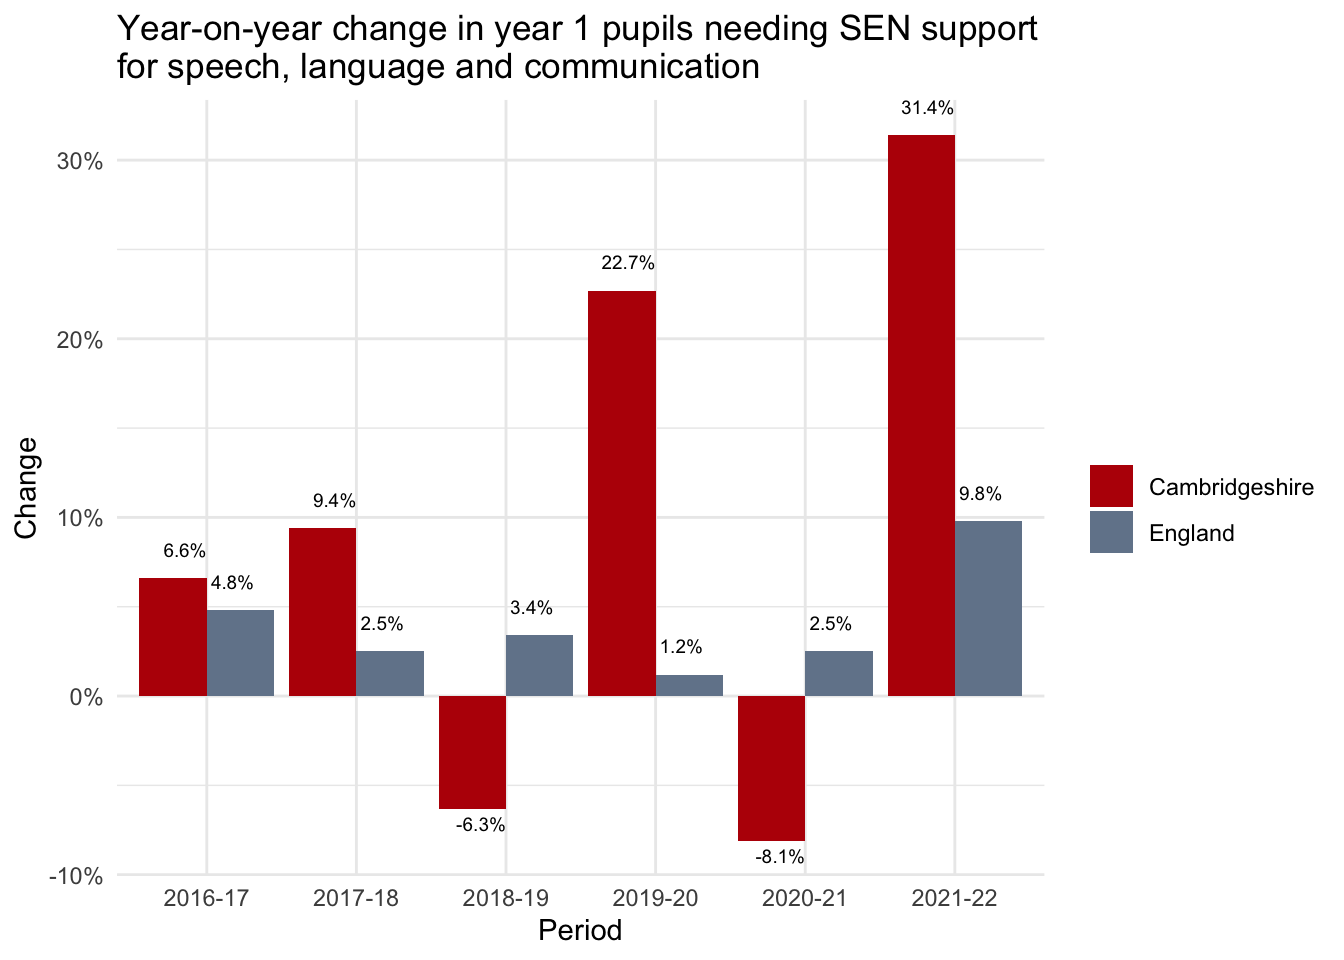 Year-on-year change in year 1 pupils needing SEN support
for speech, language and communication
31.4%
30%
22.7%
20%
Change
10%
9.4%
9.8%
6.6%
4.8%
2.5%
3.4%
1.2%
2.5%
0%
-6.3%
-8.1%
-10%
2016-17 2017-18 2018-19 2019-20 2020-21 2021-22
Period
Cambridgeshire
England